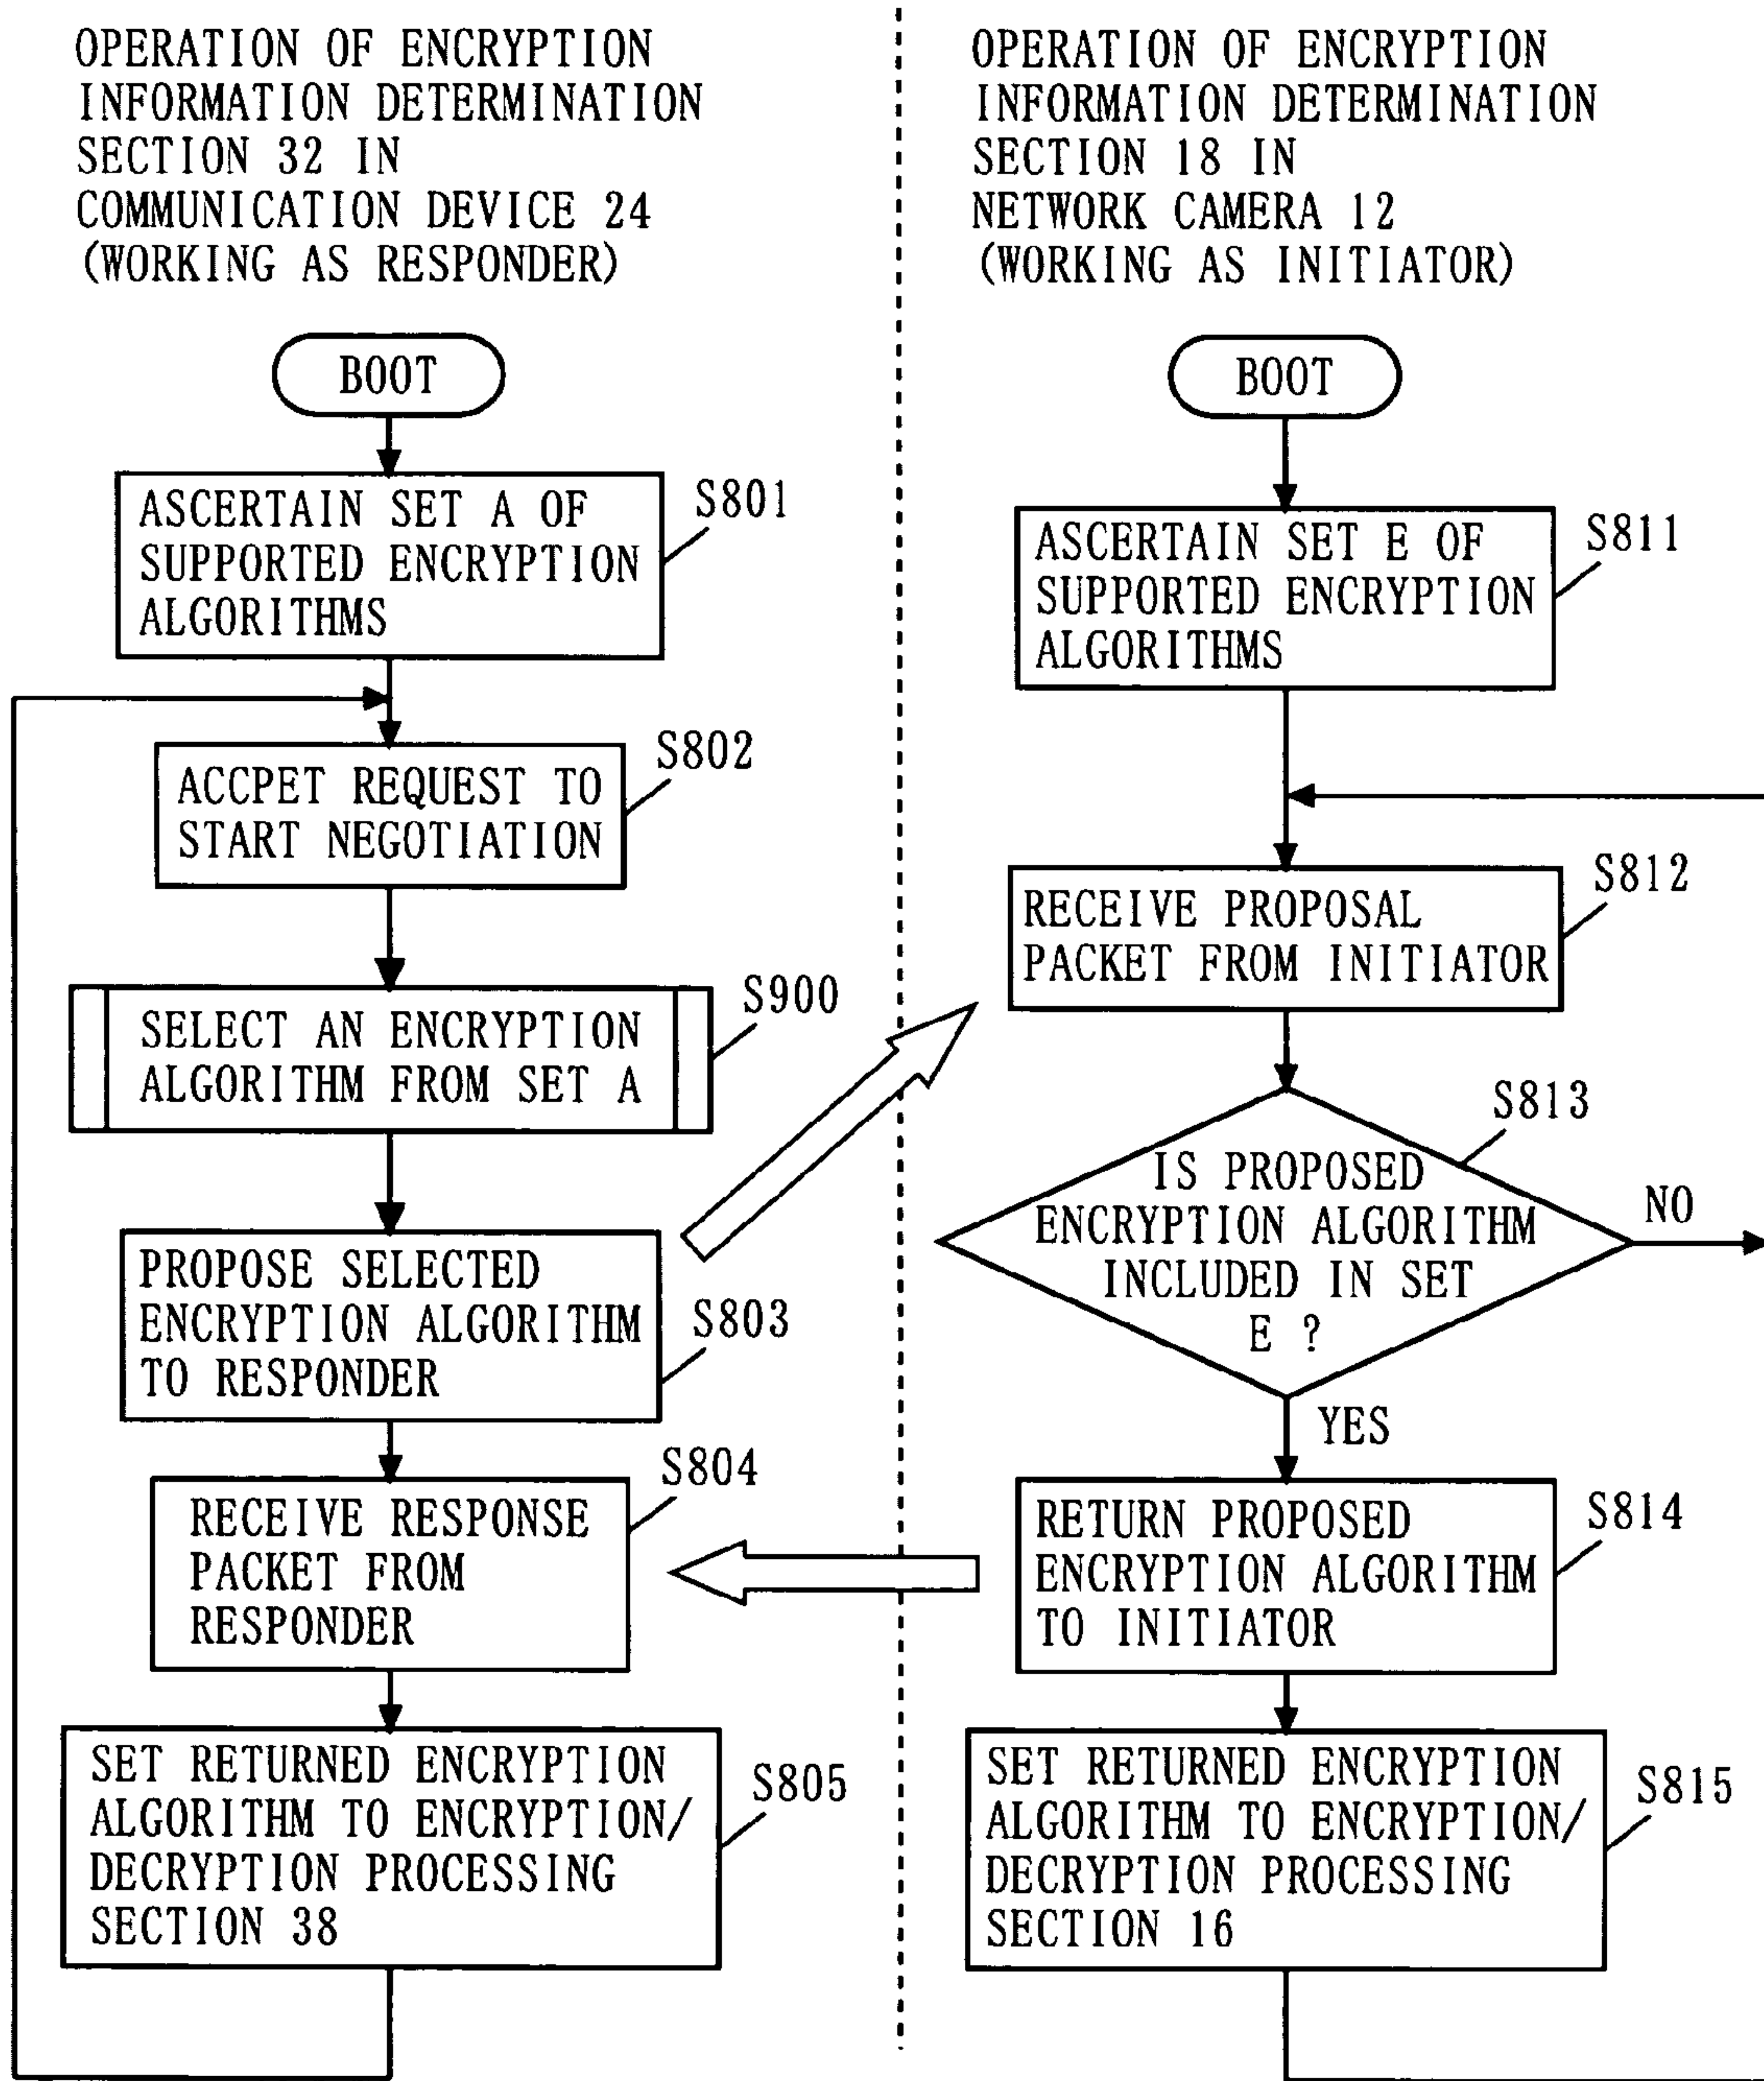 OPERATION OF ENCRYPTION
INFORMATION DETERMINATION
SECTION 32 IN
COMMUNICATION DEVICE 24
(WORKING AS RESPONDER)
BOOT
ASCERTAIN SET A OF
SUPPORTED ENCRYPTION
ALGORITHMS
S801
ACCPET REQUEST TO
START NEGOTIATION
S802
SELECT AN ENCRYPTION
ALGORITHM FROM SET A
S900
PROPOSE SELECTED
ENCRYPTION ALGORITHM
TO RESPONDER
S803
RECEIVE RESPONSE
PACKET FROM
RESPONDER
S804
SET RETURNED ENCRYPTION
ALGORITHM TO ENCRYPTION/
DECRYPTION PROCESSING
SECTION 38
S805
OPERATION OF ENCRYPTION
INFORMATION DETERMINATION
SECTION 18 IN
NETWORK CAMERA 12
(WORKING AS INITIATOR)
BOOT
ASCERTAIN SET E OF
SUPPORTED ENCRYPTION
ALGORITHMS
S811
RECEIVE PROPOSAL
PACKET FROM INITIATOR
S812
IS PROPOSED
ENCRYPTION ALGORITHM
INCLUDED IN SET
E ?
S813
NO
YES
RETURN PROPOSED
ENCRYPTION ALGORITHM
TO INITIATOR
S814
SET RETURNED ENCRYPTION
ALGORITHM TO ENCRYPTION/
DECRYPTION PROCESSING
SECTION 16
S815